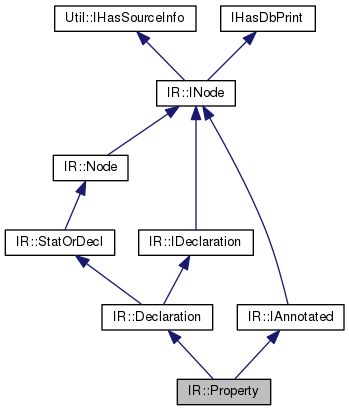 Util::IHasSourceInfo
IHasDbPrint
IR::INode
IR::Node
IR::StatOrDecl
IR::IDeclaration
IR::Declaration
IR::IAnnotated
IR::Property